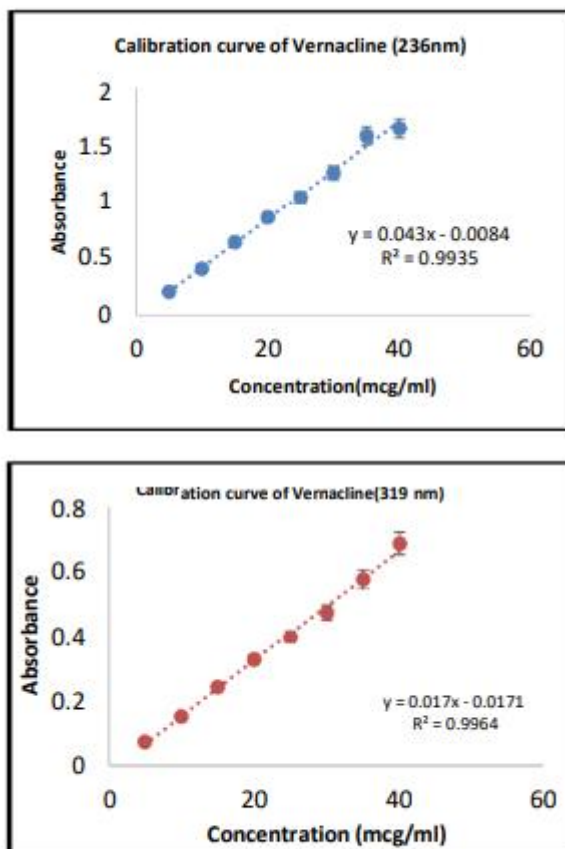 Calibration curve of Vernacline (236nm)
2
1.5
1
0.5
0
Absorbance
y = 0.043x - 0.0084
R² = 0.9935
0 20 40 60
Concentration(mcg/ml)
Calibration curve of Vernacline(319 nm)
0.8
0.6
0.4
0.2
0
Absorbance
y = 0.017x - 0.0171
R² = 0.9964
0 20 40 60
Concentration (mcg/ml)